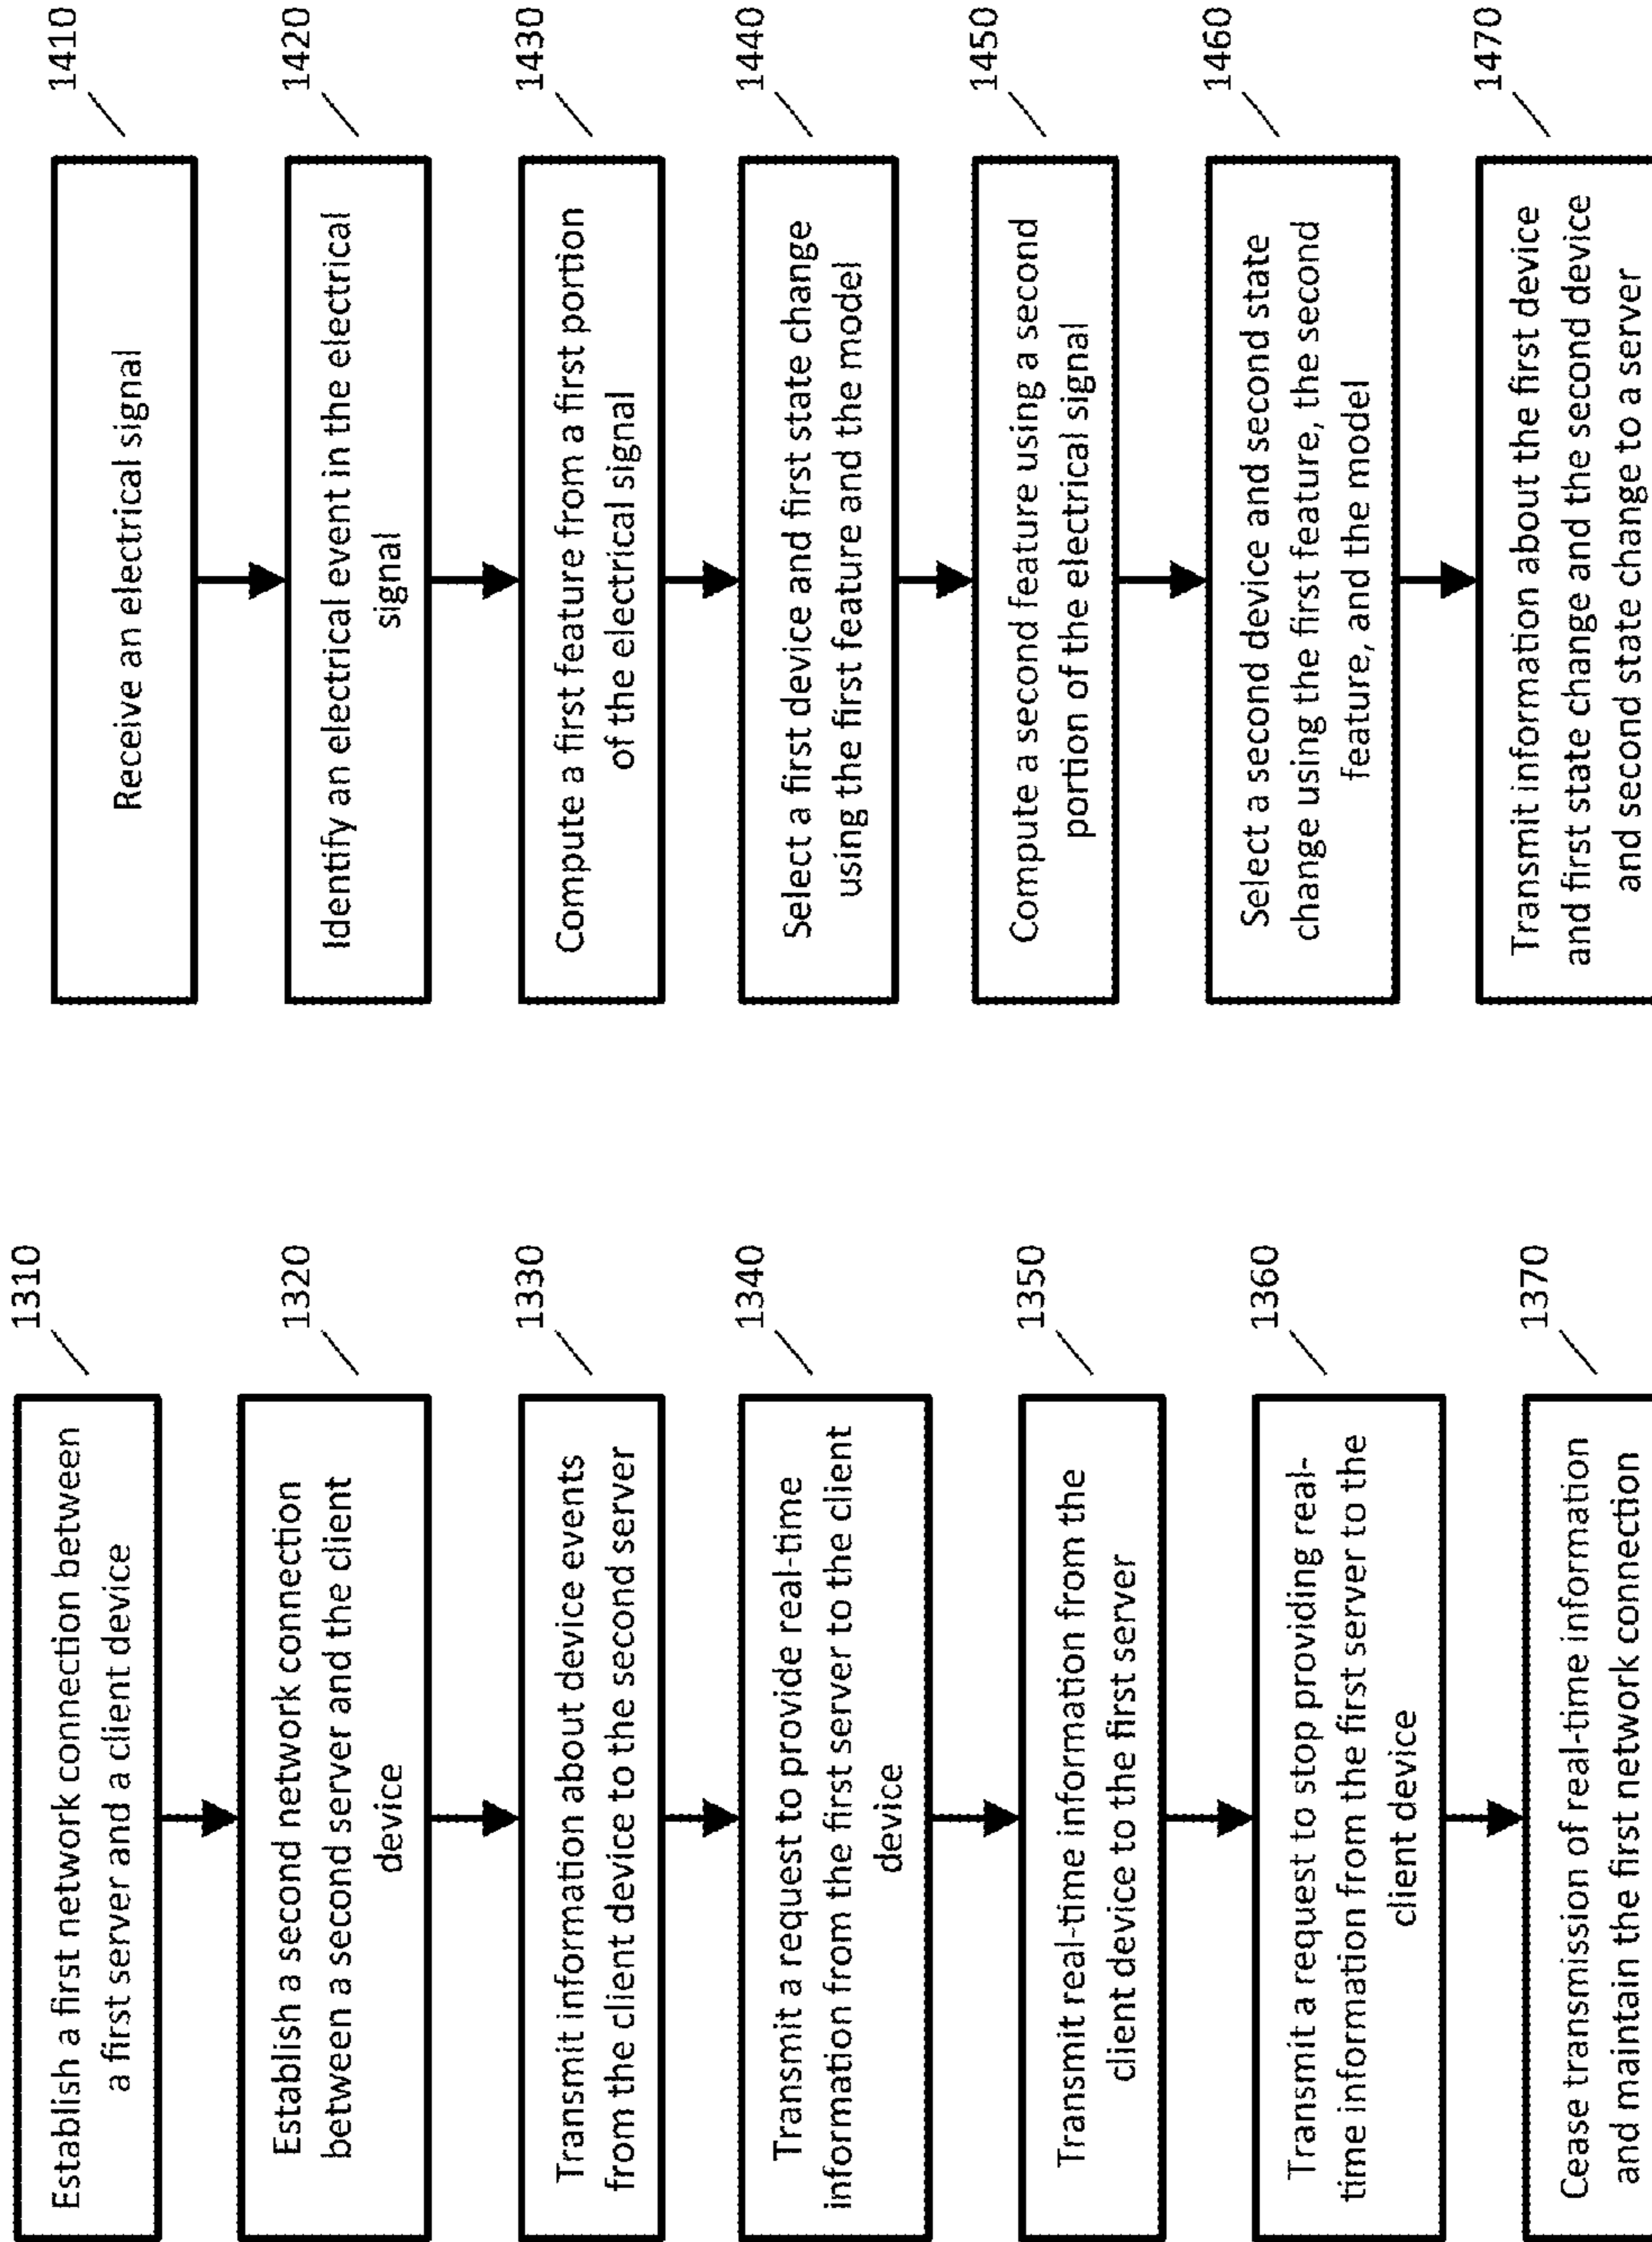 1310
Establish a first network connection between
a first server and a client device
1320
Establish a second network connection
between a second server and the client
device
1330
Transmit information about device events
from the client device to the second server
1340
Transmit a request to provide real-time
information from the first server to the client
device
1350
Transmit real-time information from the
client device to the first server
1360
Transmit a request to stop providing real-
time information from the first server to the
client device
1370
Cease transmission of real-time information
and maintain the first network connection
1410
Receive an electrical signal
1420
Identify an electrical event in the electrical
signal
1430
Compute a first feature from a first portion
of the electrical signal
1440
Select a first device and first state change
using the first feature and the model
1450
Compute a second feature using a second
portion of the electrical signal
1460
Select a second device and second state
change using the first feature, the second
feature, and the model
1470
Transmit information about the first device
and first state change and the second device
and second state change to a server